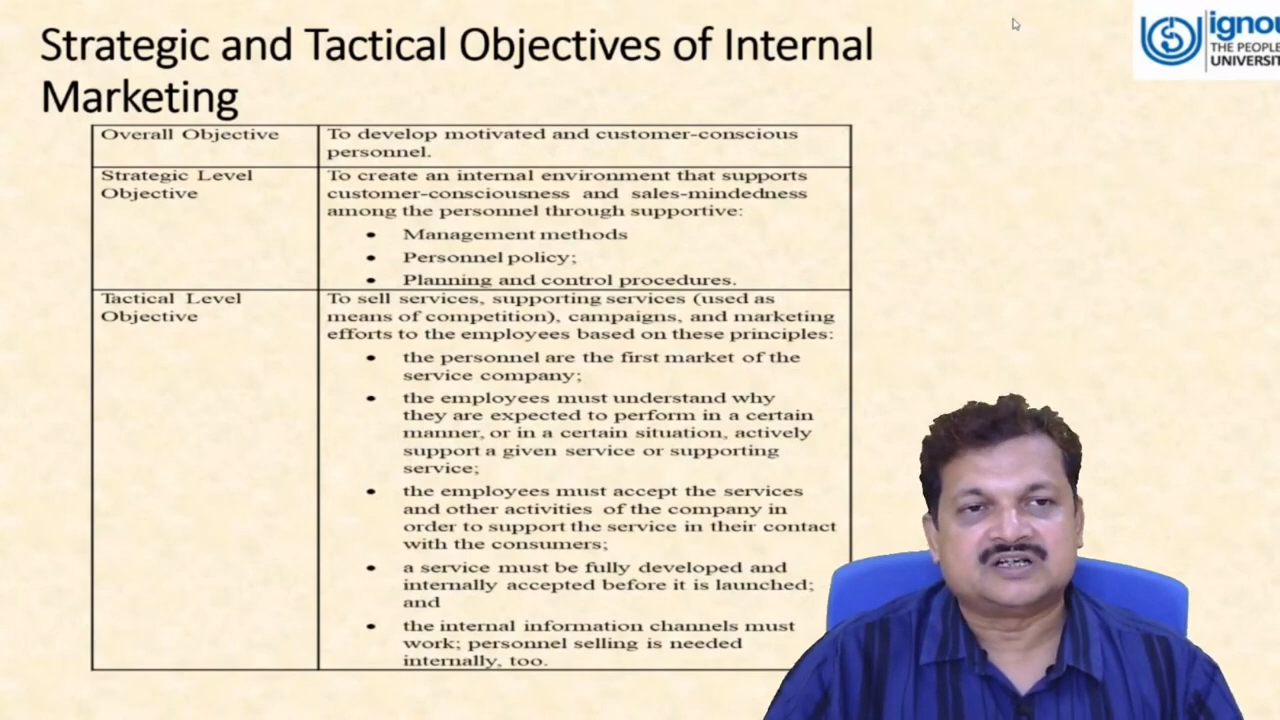 Strategic and Tactical Objectives of Internal
Marketing
ignou
THE PEOPLE
UNIVERSIT
Overall Objective
To develop motivated and customer-conscious
personnel.
Strategic Level
Objective
To create an internal environment that supports
customer-consciousness and sales-mindedness
among the personnel through supportive:
• Management methods
• Personnel policy;
• Planning and control procedures.
Tactical Level
Objective
To sell services, supporting services (used as
means of competition), campaigns, and marketing
efforts to the employees based on these principles:
• the personnel are the first market of the
service company;
• the employees must understand why
they are expected to perform in a certain
manner, or in a certain situation, actively
support a given service or supporting
service;
• the employees must accept the services
and other activities of the company in
order to support the service in their contact
with the consumers;
• a service must be fully developed and
internally accepted before it is launched;
and
• the internal information channels must
work; personnel selling is needed
internally, too.